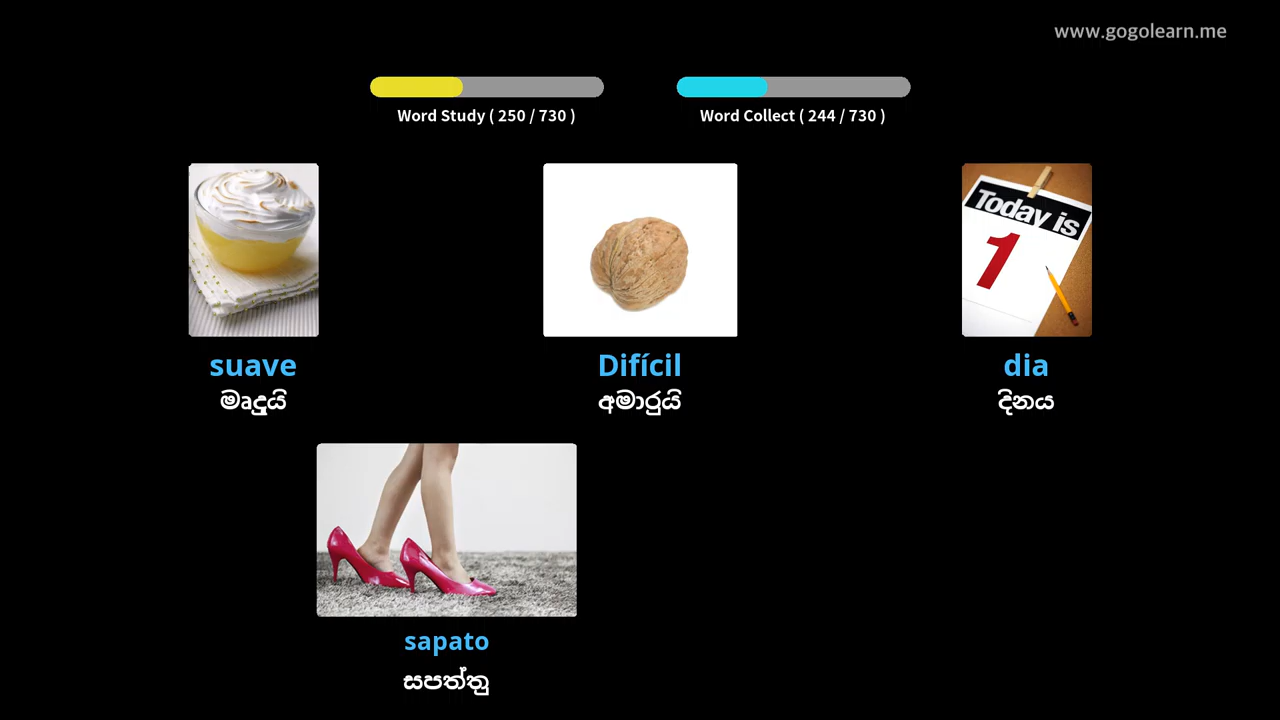 www.gogolearn.me
Word Study ( 250 / 730 )
Word Collect ( 244 / 730 )
Today is
1
suave
මෘදුයි
Difícil
අමාරුයි
dia
දිනය
sapato
සපත්තු